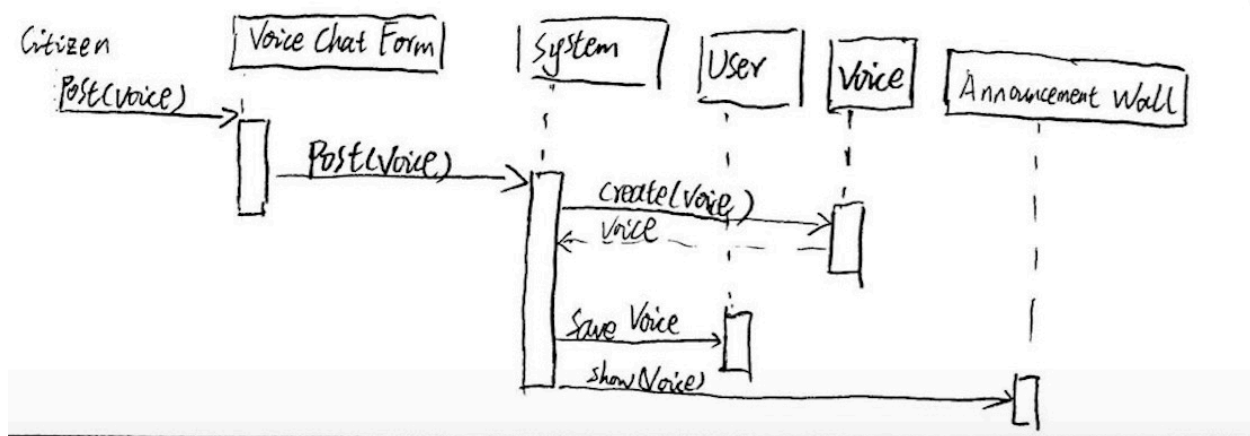 Citizen
Voice Chat Form
System
User
Voice
Announcement Wall
Post(voice)
Post(Voice)
create(Voice)
Voice
Save Voice
show(Voice)